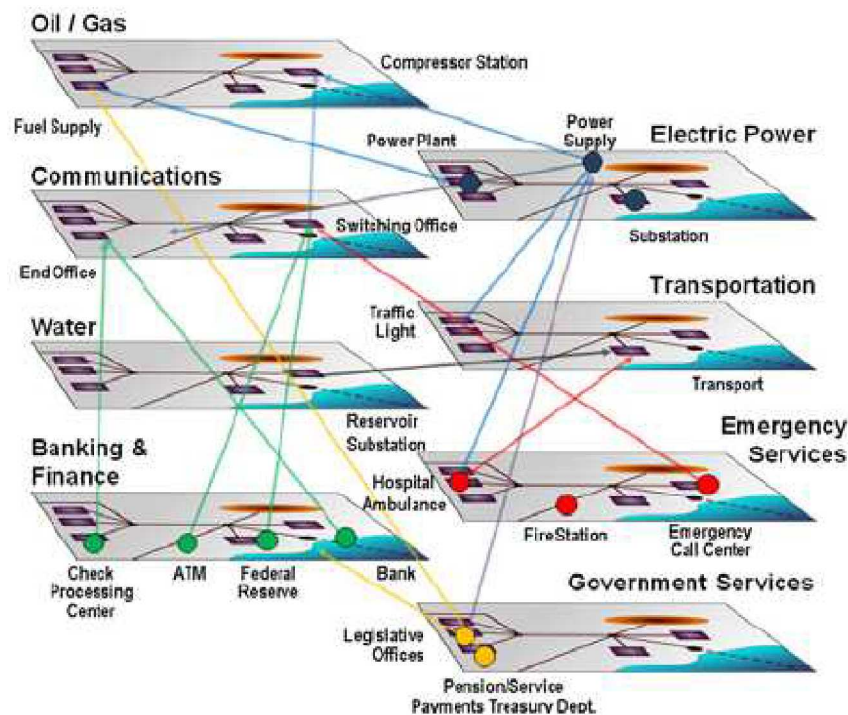 Oil / Gas
Compressor Station
Fuel Supply
Power Plant
Power
Supply
Electric Power
Communications
Switching Office
Substation
End Office
Transportation
Traffic
Light
Water
Transport
Reservoir
Substation
Emergency
Services
Banking &
Finance
Hospital
Ambulance
FireStation
Emergency
Call Center
Check
Processing
Center
ATM
Federal
Reserve
Bank
Government Services
Legislative
Offices
Pension/Service
Payments Treasury Dept.